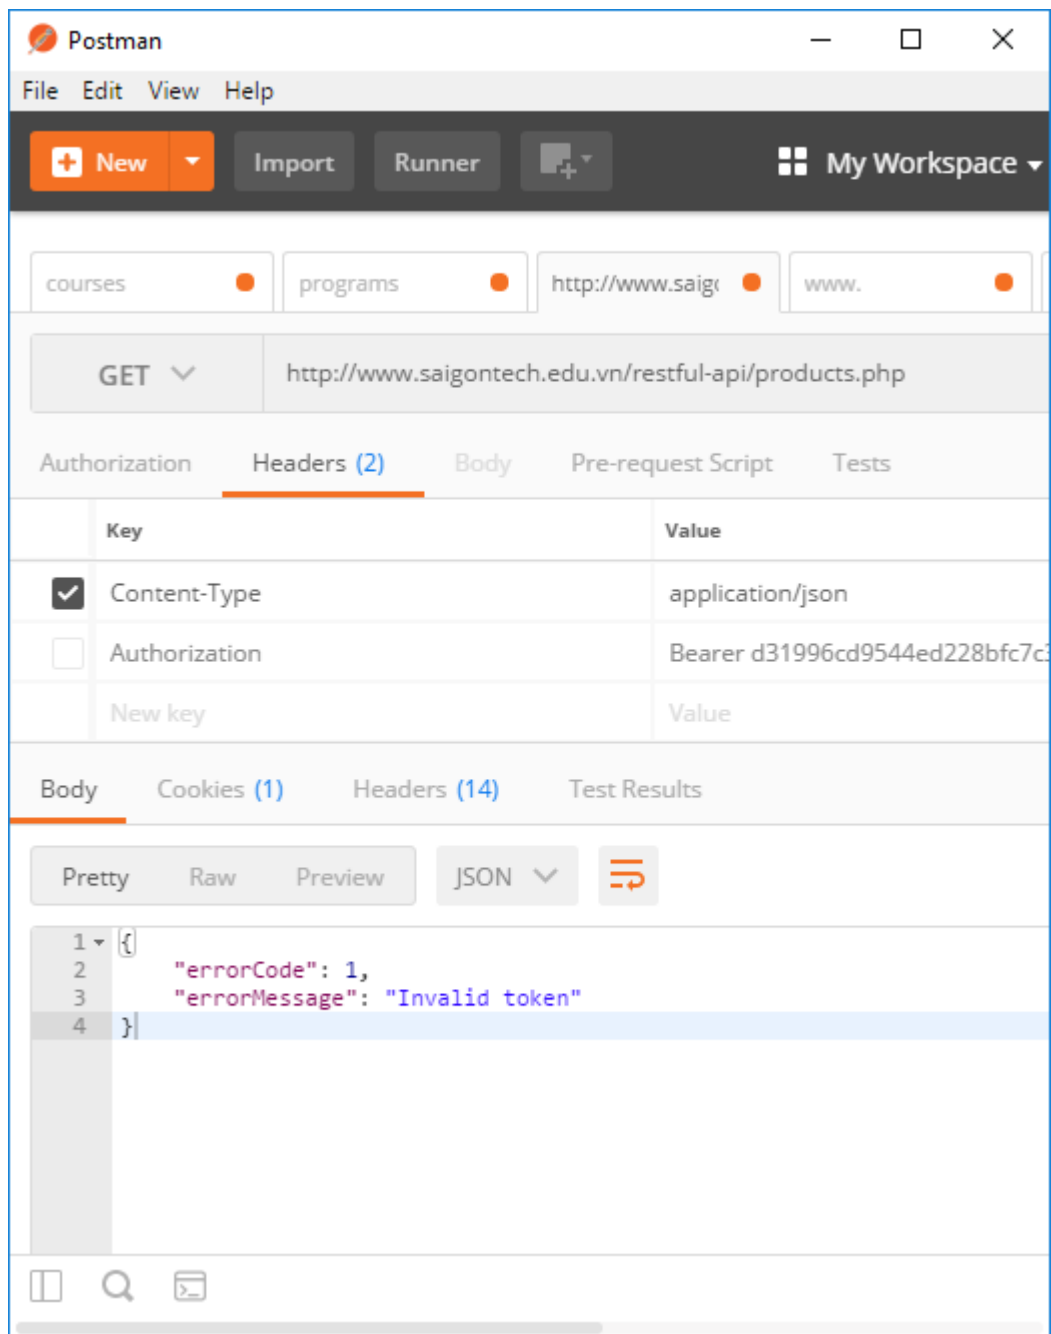 Postman
File Edit View Help
New Import Runner My Workspace
courses programs http://www.saig www.
GET http://www.saigontech.edu.vn/restful-api/products.php
Authorization Headers (2) Body Pre-request Script Tests
Key Value
Content-Type application/json
Authorization Bearer d31996cd9544ed228bfc7c
New key Value
Body Cookies (1) Headers (14) Test Results
Pretty Raw Preview JSON
1 {
2 "errorCode": 1,
3 "errorMessage": "Invalid token"
4 }